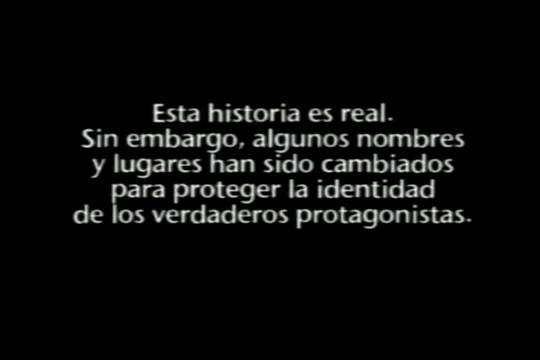 Esta historia es real.
Sin embargo, algunos nombres
y lugares han sido cambiados
para proteger la identidad
de los verdaderos protagonistas.